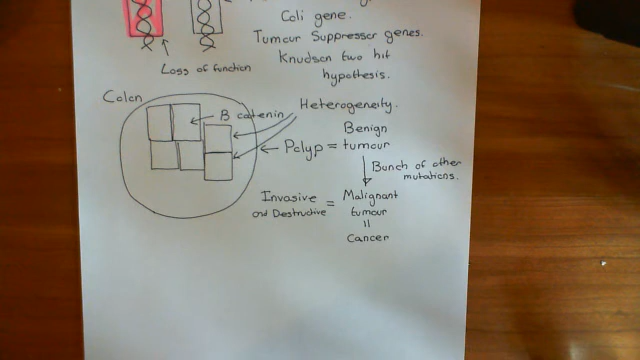 Coli gene.
Tumour Suppressor genes.
Knudson two hit
hypothesis.
Loss of function
Colon
B catenin
Heterogeneity.
Polyp = Benign
tumour
Bunch of other
mutations.
Invasive
and Destructive
= Malignant
tumour
=
Cancer